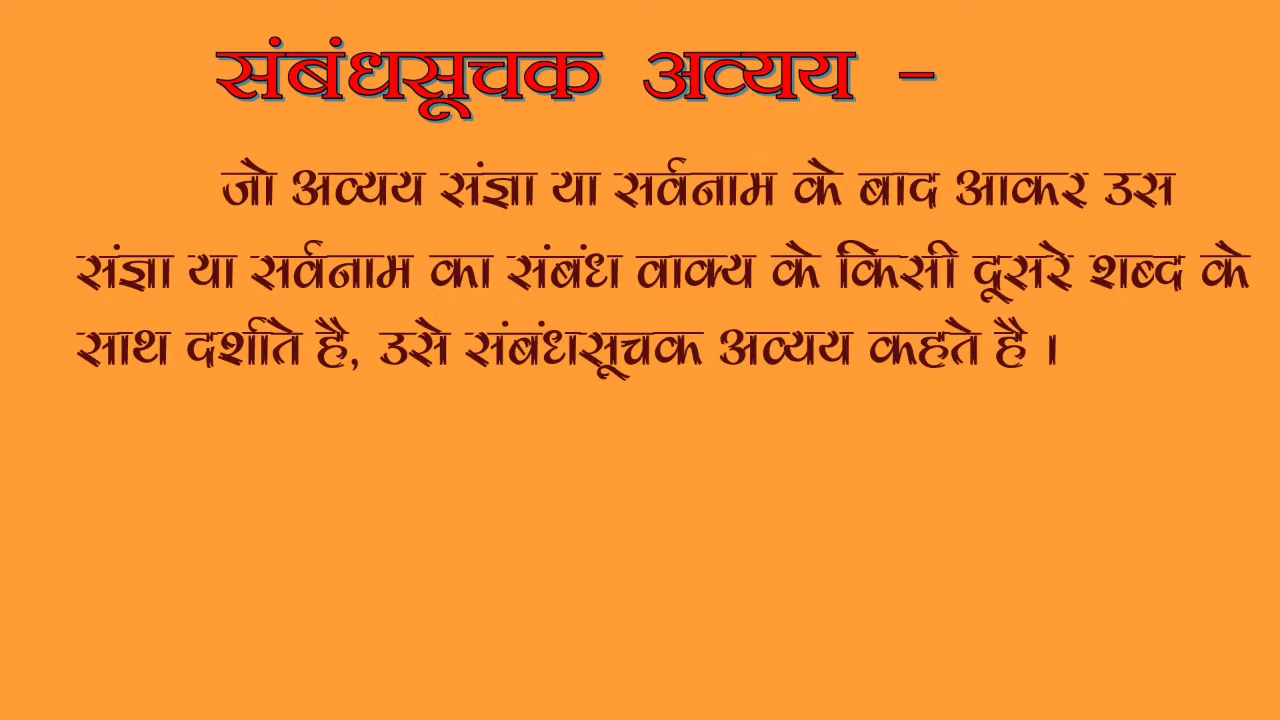 संबंधसूचक अव्यय –
जो अव्यय संज्ञा या सर्वनाम के बाद आकर उस
संज्ञा या सर्वनाम का संबंध वाक्य के किसी दूसरे शब्द के
साथ दर्शाते है, उसे संबंधसूचक अव्यय कहते है ।